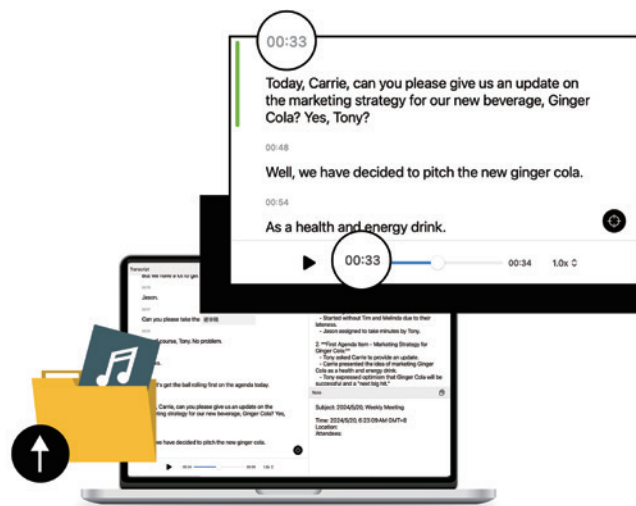 00:33
Today, Carrie, can you please give us an update on
the marketing strategy for our new beverage, Ginger
Cola? Yes, Tony?
00:48
Well, we have decided to pitch the new ginger cola.
00:54
As a health and energy drink.
00:33
00:34
1.0x
Transcript
Jason.
Can you please take the
course, Tony. No problem.
's get the ball rolling first on the agenda today.
, Carrie, can you please give us an update on the
marketing strategy for our new beverage, Ginger Cola? Yes,
we have decided to pitch the new ginger cola.
- Started without Tim and Melinda due to their
lateness.
- Jason assigned to take minutes by Tony.
2. **First Agenda Item - Marketing Strategy for
Ginger Cola:**
- Tony asked Carrie to provide an update.
- Carrie presented the idea of marketing Ginger
Cola as a health and energy drink.
- Tony expressed optimism that Ginger Cola will be
successful and a "next big hit."
Note
Subject: 2024/5/20, Weekly Meeting
Time: 2024/5/20, 6:23:09 AM GMT+8
Location:
Attendees: